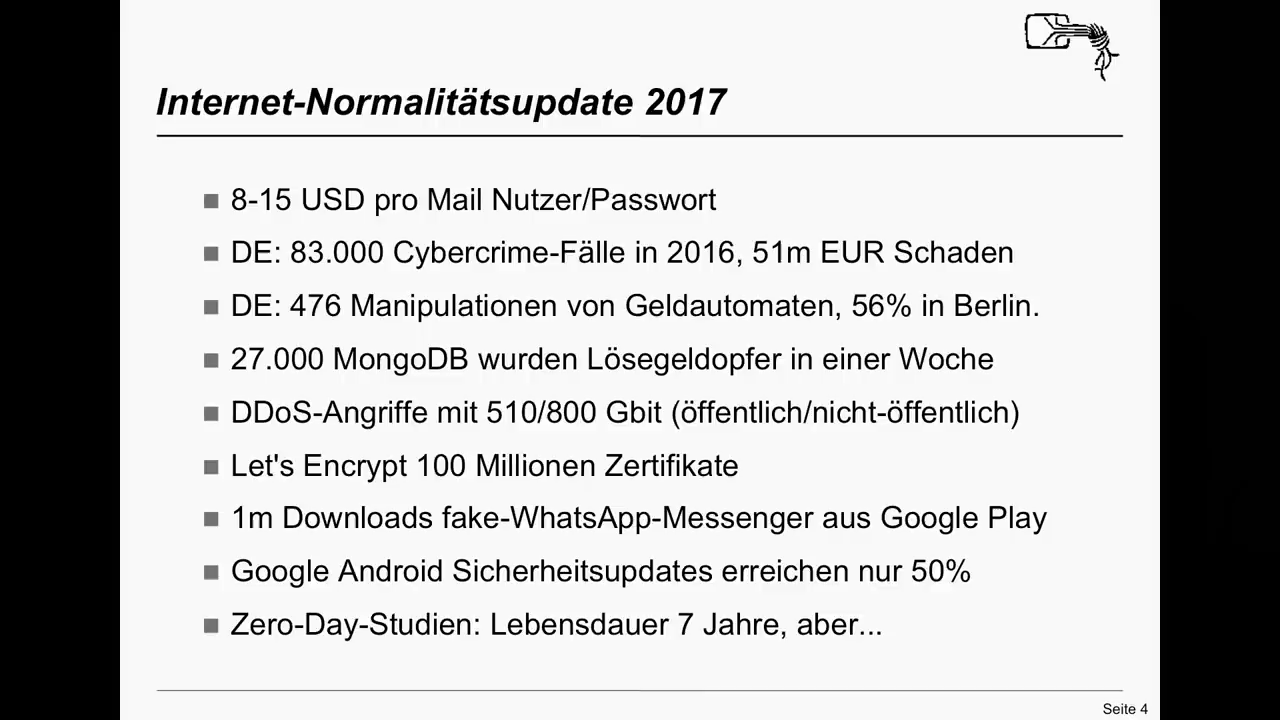 Internet-Normalitätsupdate 2017
8-15 USD pro Mail Nutzer/Passwort
DE: 83.000 Cybercrime-Fälle in 2016, 51m EUR Schaden
DE: 476 Manipulationen von Geldautomaten, 56% in Berlin.
27.000 MongoDB wurden Lösegeldopfer in einer Woche
DDoS-Angriffe mit 510/800 Gbit (öffentlich/nicht-öffentlich)
Let's Encrypt 100 Millionen Zertifikate
1m Downloads fake-WhatsApp-Messenger aus Google Play
Google Android Sicherheitsupdates erreichen nur 50%
Zero-Day-Studien: Lebensdauer 7 Jahre, aber...
Seite 4